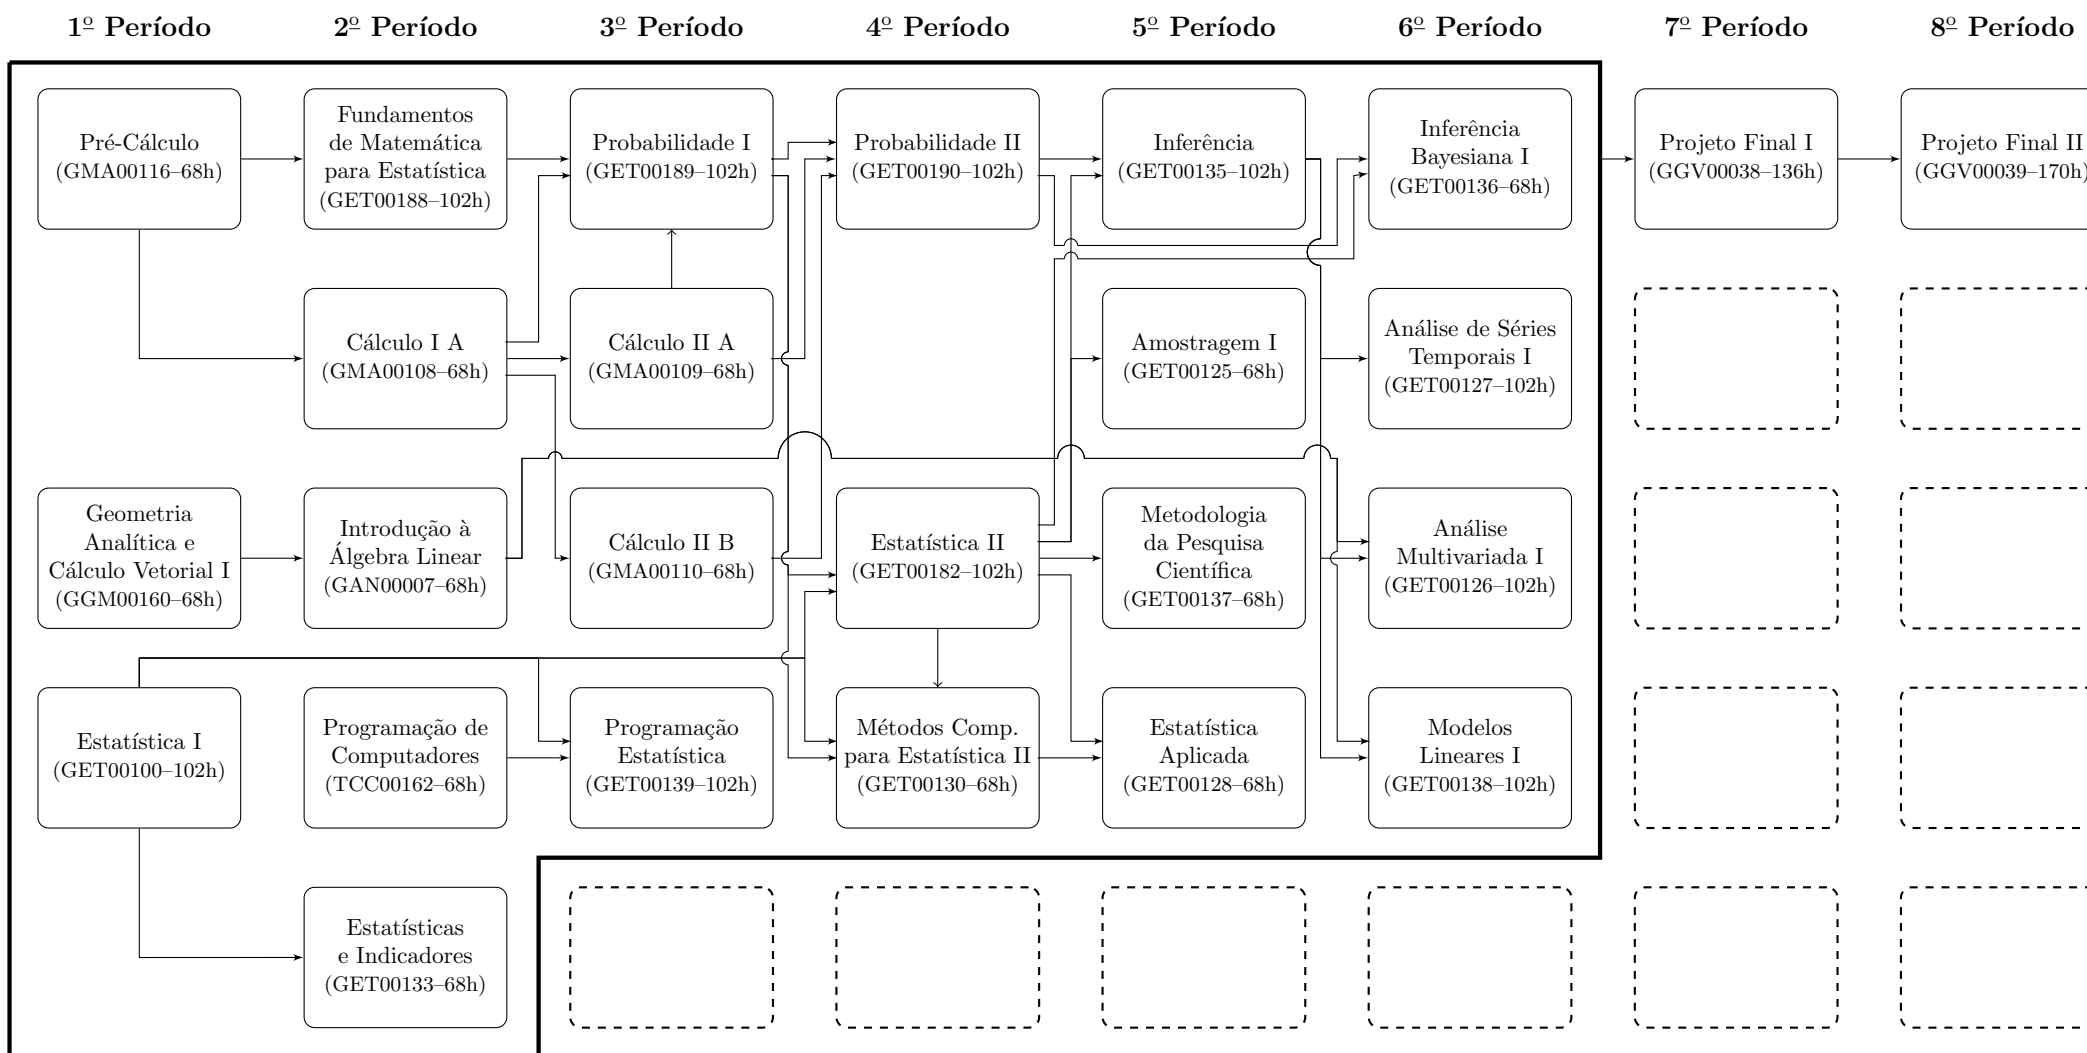 1º Período
2º Período
3º Período
4º Período
5º Período
6º Período
7º Período
8º Período
Pré-Cálculo
(GMA00116–68h)
Fundamentos
de Matemática
para Estatística
(GET00188–102h)
Probabilidade I
(GET00189–102h)
Probabilidade II
(GET00190–102h)
Inferência
(GET00135–102h)
Inferência
Bayesiana I
(GET00136–68h)
Projeto Final I
(GGV00038–136h)
Projeto Final II
(GGV00039–170h)
Cálculo I A
(GMA00108–68h)
Cálculo II A
(GMA00109–68h)
Amostragem I
(GET00125–68h)
Análise de Séries
Temporais I
(GET00127–102h)
Geometria
Analítica e
Cálculo Vetorial I
(GGM00160–68h)
Introdução à
Álgebra Linear
(GAN00007–68h)
Cálculo II B
(GMA00110–68h)
Estatística II
(GET00182–102h)
Metodologia
da Pesquisa
Científica
(GET00137–68h)
Análise
Multivariada I
(GET00126–102h)
Estatística I
(GET00100–102h)
Programação de
Computadores
(TCC00162–68h)
Programação
Estatística
(GET00139–102h)
Métodos Comp.
para Estatística II
(GET00130–68h)
Estatística
Aplicada
(GET00128–68h)
Modelos
Lineares I
(GET00138–102h)
Estatísticas
e Indicadores
(GET00133–68h)